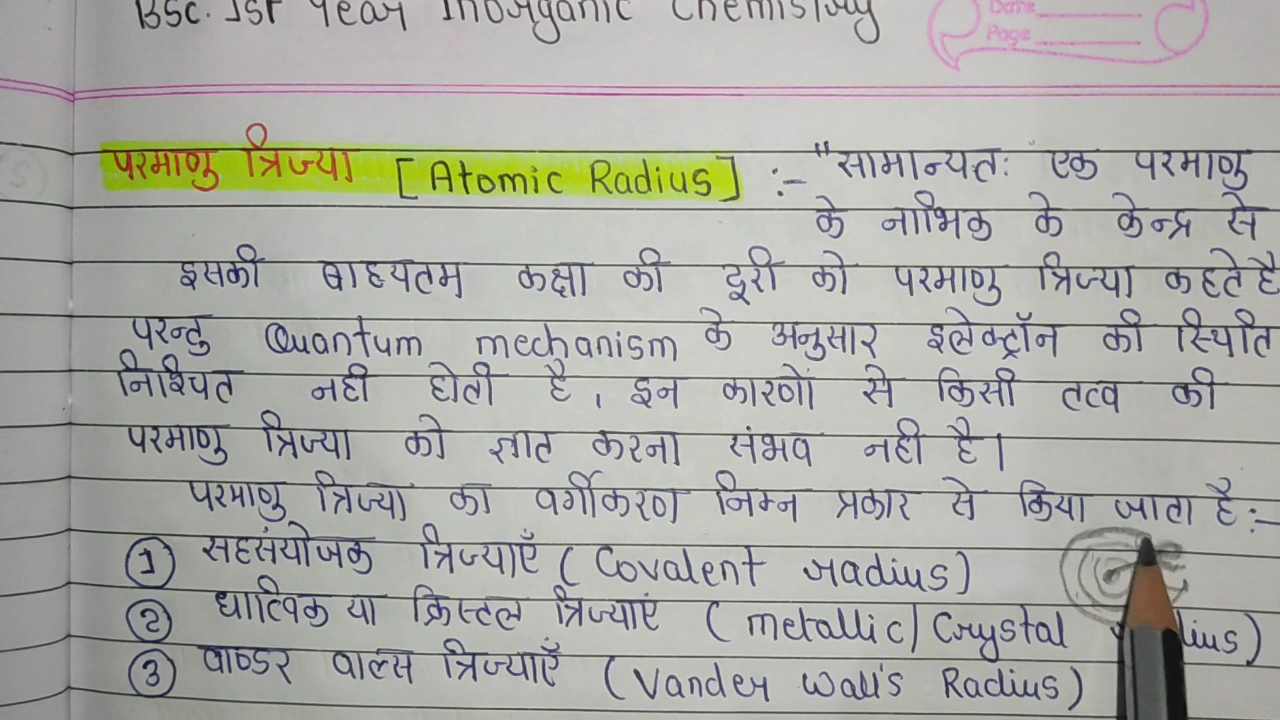 BSc. 1st Year Inorganic Chemistry
Date
Page
परमाणु त्रिज्या [Atomic Radius] :- "सामान्यतः एक परमाणु
के नाभिक के केन्द्र से
इसकी बाह्यतम कक्षा की दूरी को परमाणु त्रिज्या कहते है
परन्तु Quantum mechanism के अनुसार इलेक्ट्रॉन की स्थिति
निश्चित नही होती है, इन कारणों से किसी तत्व की
परमाणु त्रिज्या को ज्ञात करना संभव नही है।
परमाणु त्रिज्या का वर्गीकरण निम्न प्रकार से किया जाता है:-
① सहसंयोजक त्रिज्याएँ (Covalent radius)
② धात्विक या क्रिस्टल त्रिज्याएं (metallic/Crystal
③ वाण्डर वाल्स त्रिज्याएँ (Vander Wall's Radius)